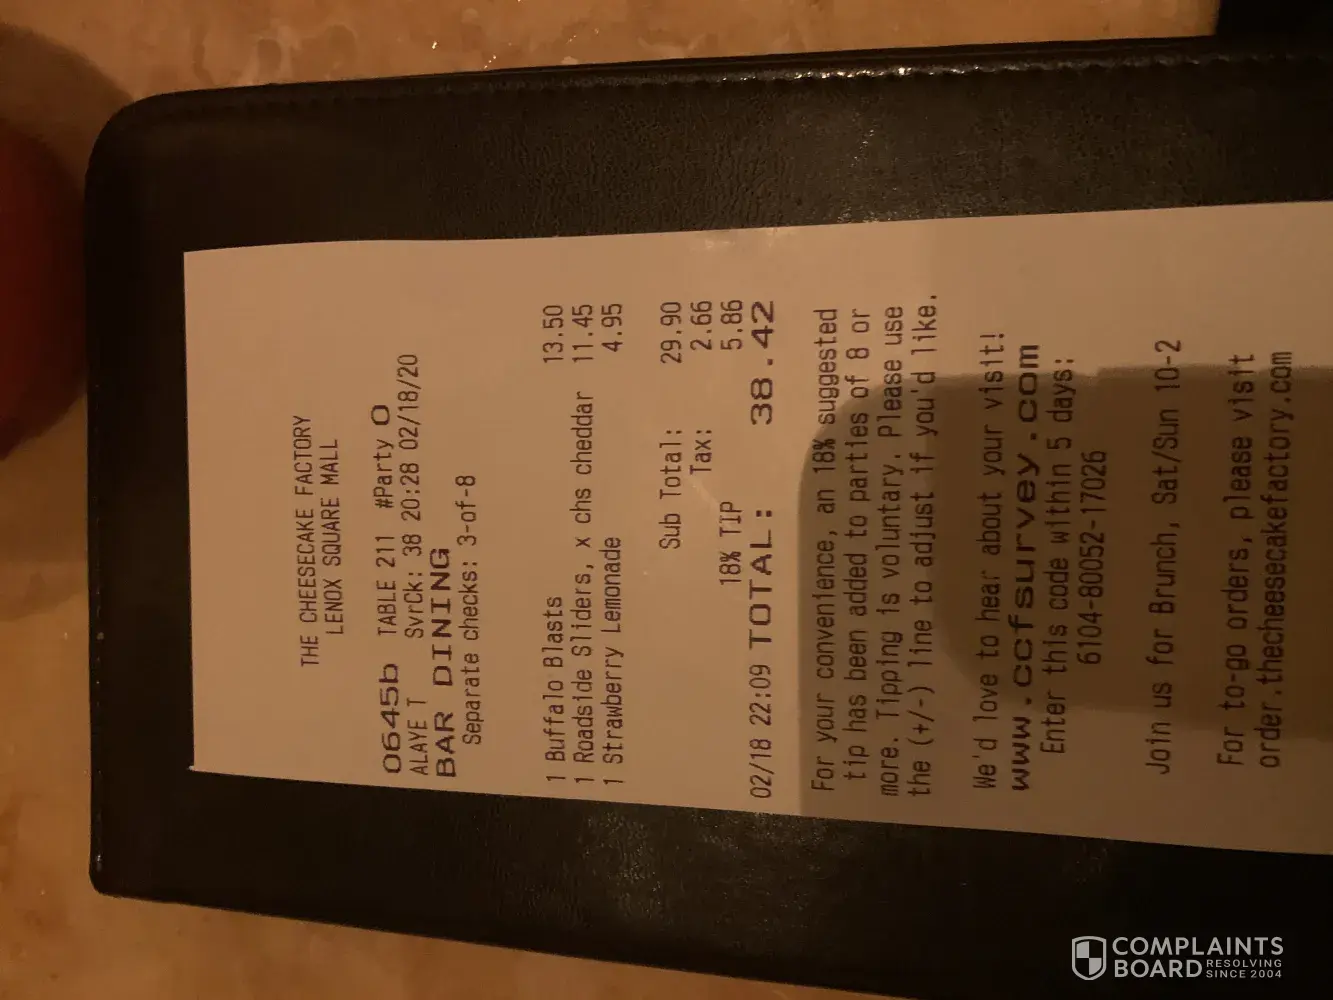 THE CHEESECAKE FACTORY
LENOX SQUARE MALL
0645b TABLE 211 #Party 0
ALAYE T SvrCk: 38 20:28 02/18/20
BAR DINING
Separate checks: 3-of-8
1 Buffalo Blasts 13.50
1 Roadside Sliders, x chs cheddar 11.45
1 Strawberry Lemonade 4.95
Sub Total: 29.90
Tax: 2.66
18% TIP 5.86
02/18 22:09 TOTAL: 38.42
For your convenience, an 18% suggested
tip has been added to parties of 8 or
more. Tipping is voluntary. Please use
the (+/-) line to adjust if you'd like.
We'd love to hear about your visit!
www.ccfsurvey.com
Enter this code within 5 days:
6104-80052-17026
Join us for Brunch, Sat/Sun 10-2
For to-go orders, please visit
order.thecheesecakefactory.com
COMPLAINTS
BOARD RESOLVING
SINCE 2004